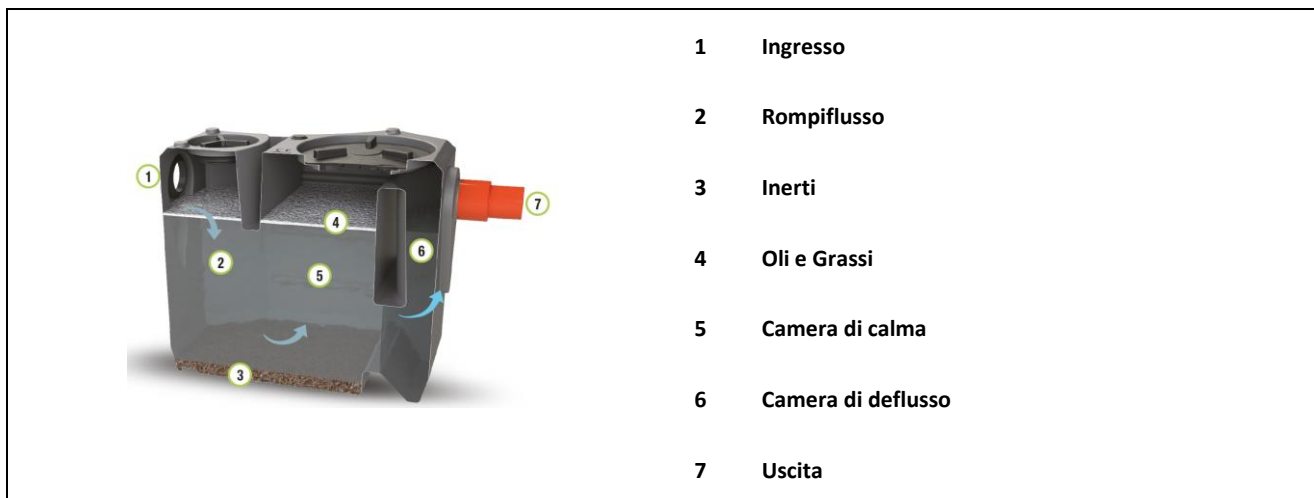 1 Ingresso
2 Rompiflusso
3 Inerti
4 Oli e Grassi
5 Camera di calma
6 Camera di deflusso
7 Uscita
1
2
3
4
5
6
7